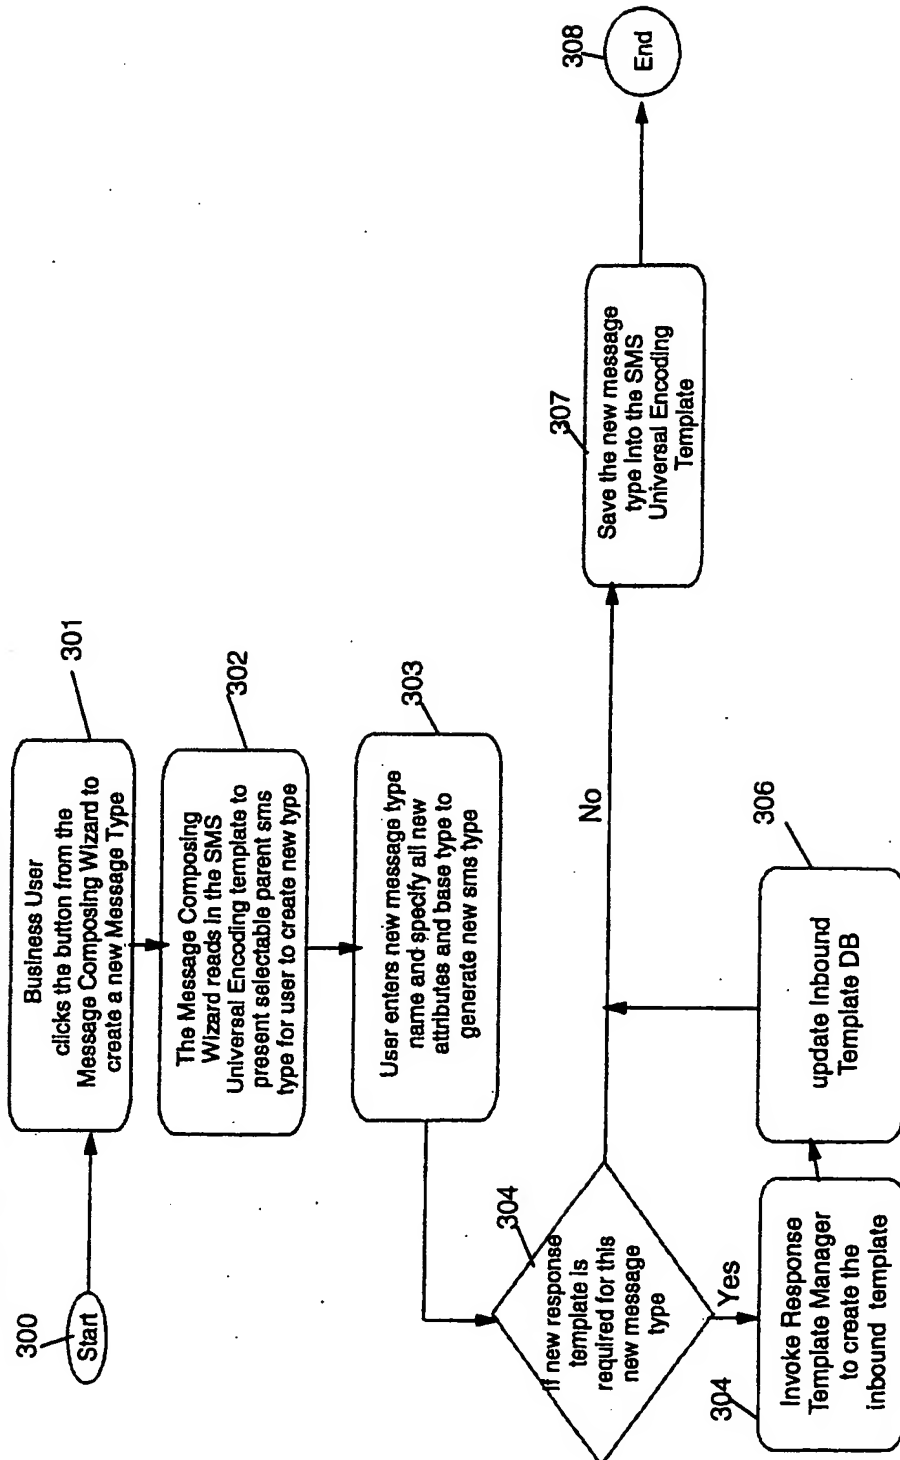 300
Start
301
Business User
clicks the button from the
Message Composing Wizard to
create a new Message Type
302
The Message Composing
Wizard reads in the SMS
Universal Encoding template to
present selectable parent sms
type for user to create new type
303
User enters new message type
name and specify all new
attributes and base type to
generate new sms type
304
If new response
template is
required for this
new message
type
Yes
304
Invoke Response
Template Manager
to create the
inbound template
306
update Inbound
Template DB
No
307
Save the new message
type Into the SMS
Universal Encoding
Template
308
End